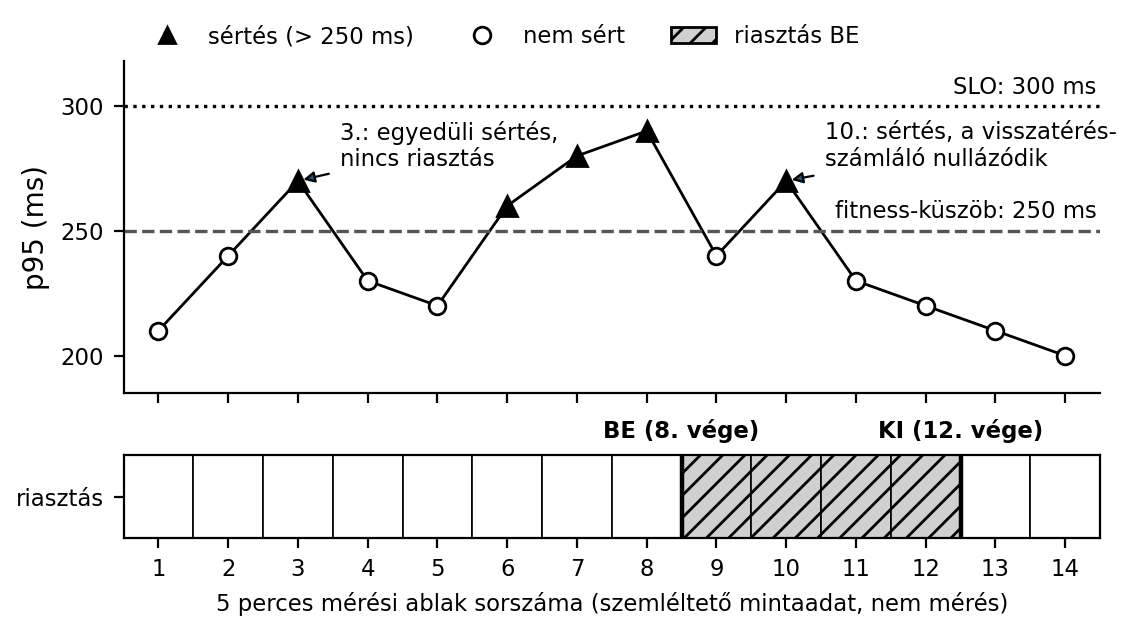 sértés (> 250 ms) nem sért riasztás BE
300
SLO: 300 ms
3.: egyedüli sértés,
nincs riasztás
10.: sértés, a visszatérés-
számláló nullázódik
fitness-küszöb: 250 ms
250
200
p95 (ms)
BE (8. vége) KI (12. vége)
riasztás
1 2 3 4 5 6 7 8 9 10 11 12 13 14
5 perces mérési ablak sorszáma (szemléltető mintaadat, nem mérés)